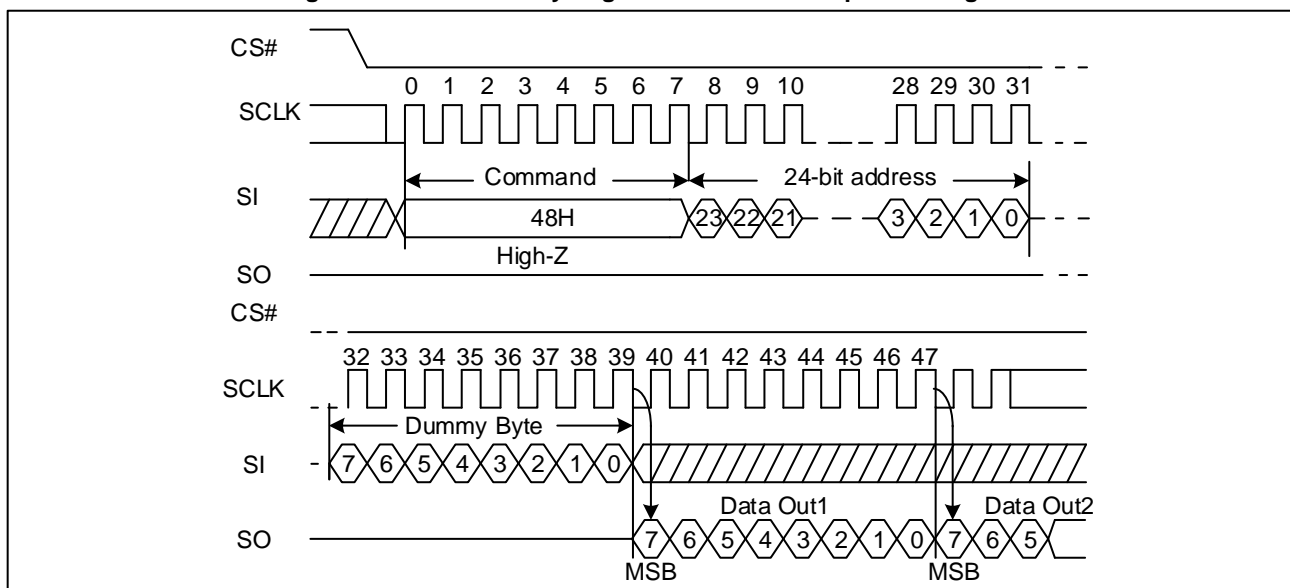 CS#
0 1 2 3 4 5 6 7 8 9 10 28 29 30 31
SCLK
Command 24-bit address
SI
48H 23 22 21 3 2 1 0
High-Z
SO
CS#
32 33 34 35 36 37 38 39 40 41 42 43 44 45 46 47
SCLK
Dummy Byte
SI
7 6 5 4 3 2 1 0
Data Out1 Data Out2
SO
7 6 5 4 3 2 1 0 7 6 5
MSB MSB